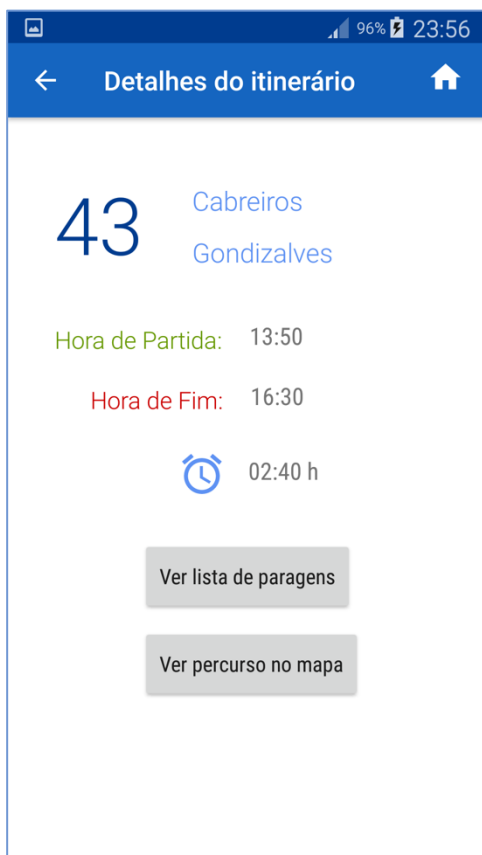 96% 23:56
Detalhes do itinerário
43
Cabreiros
Gondizalves
Hora de Partida: 13:50
Hora de Fim: 16:30
02:40 h
Ver lista de paragens
Ver percurso no mapa